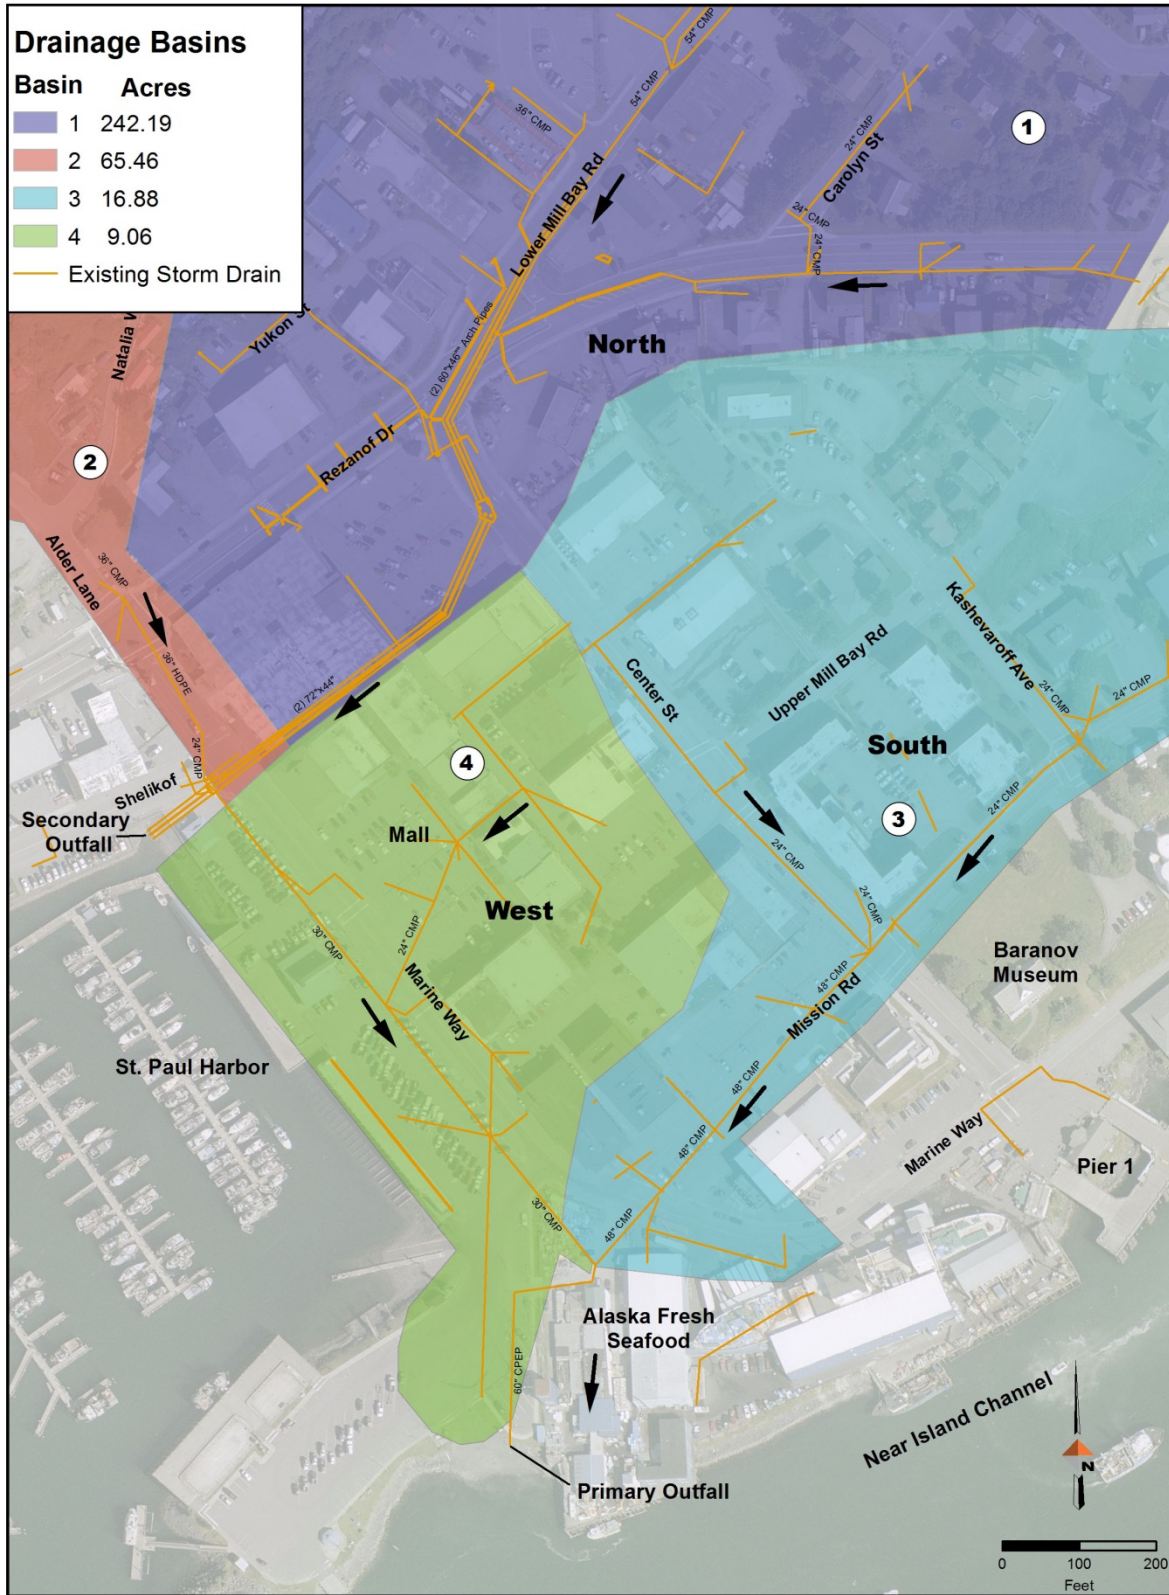 Drainage Basins
Basin Acres
1 242.19
2 65.46
3 16.88
4 9.06
Existing Storm Drain
54" CMP
54" CMP
36" CMP
24" CMP
Carolyn St
1
Lower Mill Bay Rd
24" CMP
24" CMP
Natalia
Yukon St
(2) 60"x46" Arch Pipes
North
Rezanof Dr
2
36" CMP
Alder Lane
36" HDPE
24" CMP
(2) 72"x44"
Shelikof
Secondary
Outfall
4
Mall
West
Center St
Upper Mill Bay Rd
Kashevaroff Ave
24" CMP
24" CMP
South
24" CMP
3
24" CMP
24" CMP
24" CMP
30" CMP
Marine Way
48" CMP
Mission Rd
Baranov
Museum
St. Paul Harbor
48" CMP
48" CMP
Marine Way
Pier 1
30" CMP
48" CMP
Alaska Fresh
Seafood
60" CPEP
Near Island Channel
Primary Outfall
N
0 100 200
Feet